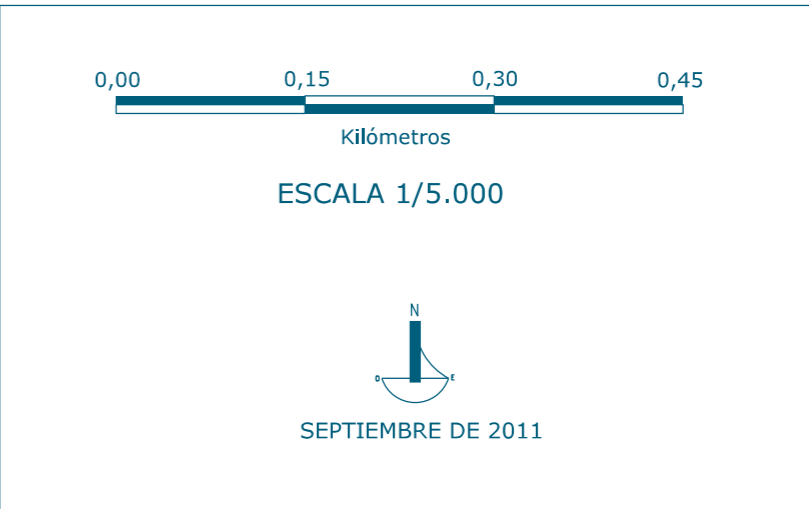 0,00 0,15 0,30 0,45
Kilómetros
ESCALA 1/5.000
N
O E
SEPTIEMBRE DE 2011